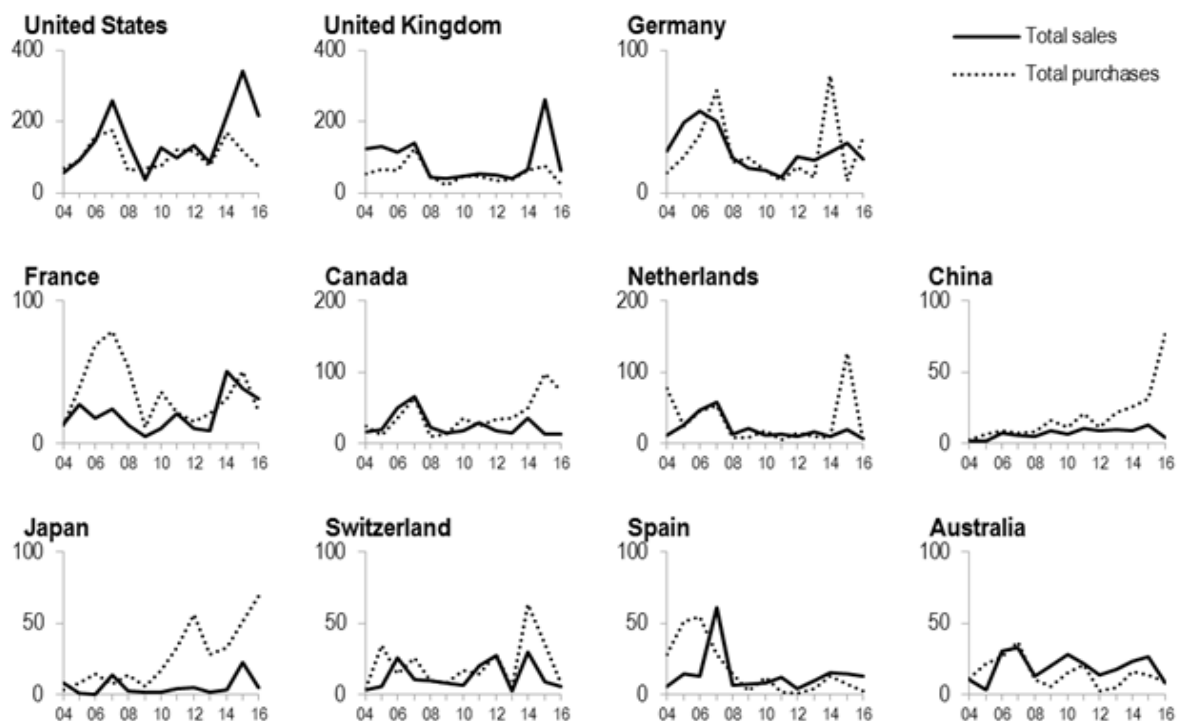 United States United Kingdom Germany
400 400 100 Total sales
Total purchases
200 200 50
0 0 0
04 06 08 10 12 14 16 04 06 08 10 12 14 16 04 06 08 10 12 14 16
France Canada Netherlands China
100 200 200 100
50 100 100 50
0 0 0 0
04 06 08 10 12 14 16 04 06 08 10 12 14 16 04 06 08 10 12 14 16 04 06 08 10 12 14 16
Japan Switzerland Spain Australia
100 100 100 100
50 50 50 50
0 0 0 0
04 06 08 10 12 14 16 04 06 08 10 12 14 16 04 06 08 10 12 14 16 04 06 08 10 12 14 16